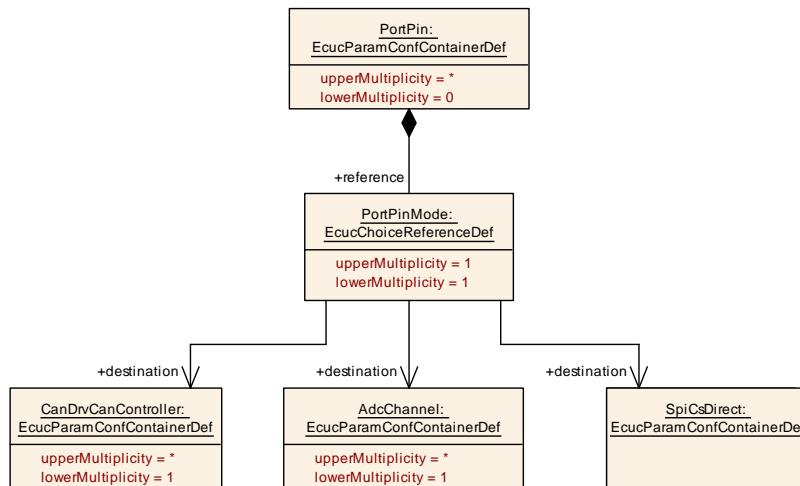 PortPin:
EcucParamConfContainerDef
upperMultiplicity = *
lowerMultiplicity = 0
+reference
PortPinMode:
EcucChoiceReferenceDef
upperMultiplicity = 1
lowerMultiplicity = 1
+destination
+destination
+destination
CanDrvCanController:
EcucParamConfContainerDef
upperMultiplicity = *
lowerMultiplicity = 1
AdcChannel:
EcucParamConfContainerDef
upperMultiplicity = *
lowerMultiplicity = 1
SpiCsDirect:
EcucParamConfContainerDe